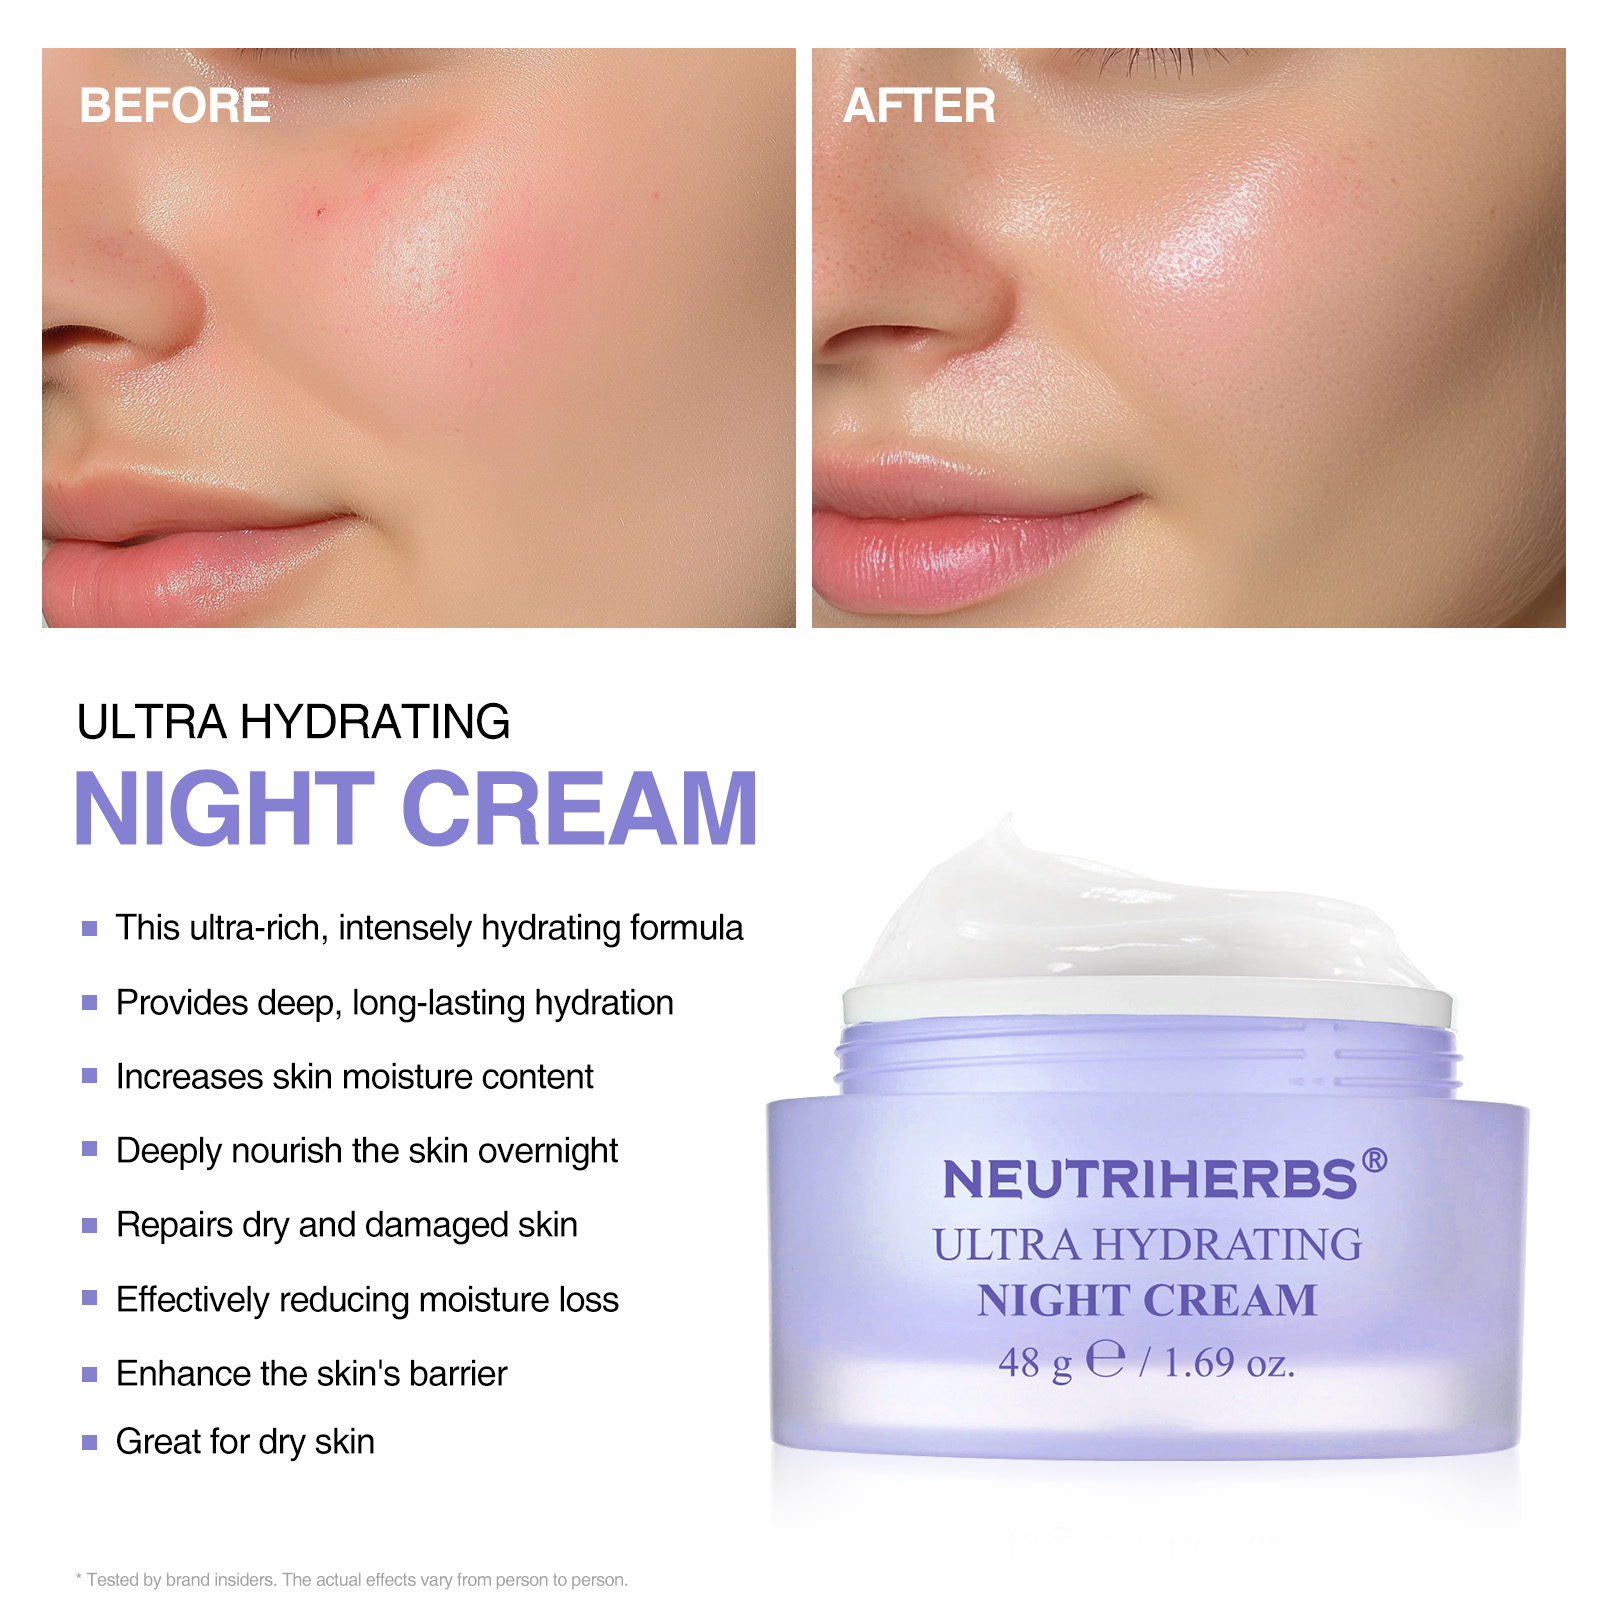 BEFORE
AFTER
ULTRA HYDRATING
NIGHT CREAM
This ultra-rich, intensely hydrating formula
Provides deep, long-lasting hydration
Increases skin moisture content
Deeply nourish the skin overnight
Repairs dry and damaged skin
Effectively reducing moisture loss
Enhance the skin's barrier
Great for dry skin
NEUTRIHERBS®
ULTRA HYDRATING
NIGHT CREAM
48 g ℮ / 1.69 oz.
* Tested by brand insiders. The actual effects vary from person to person.